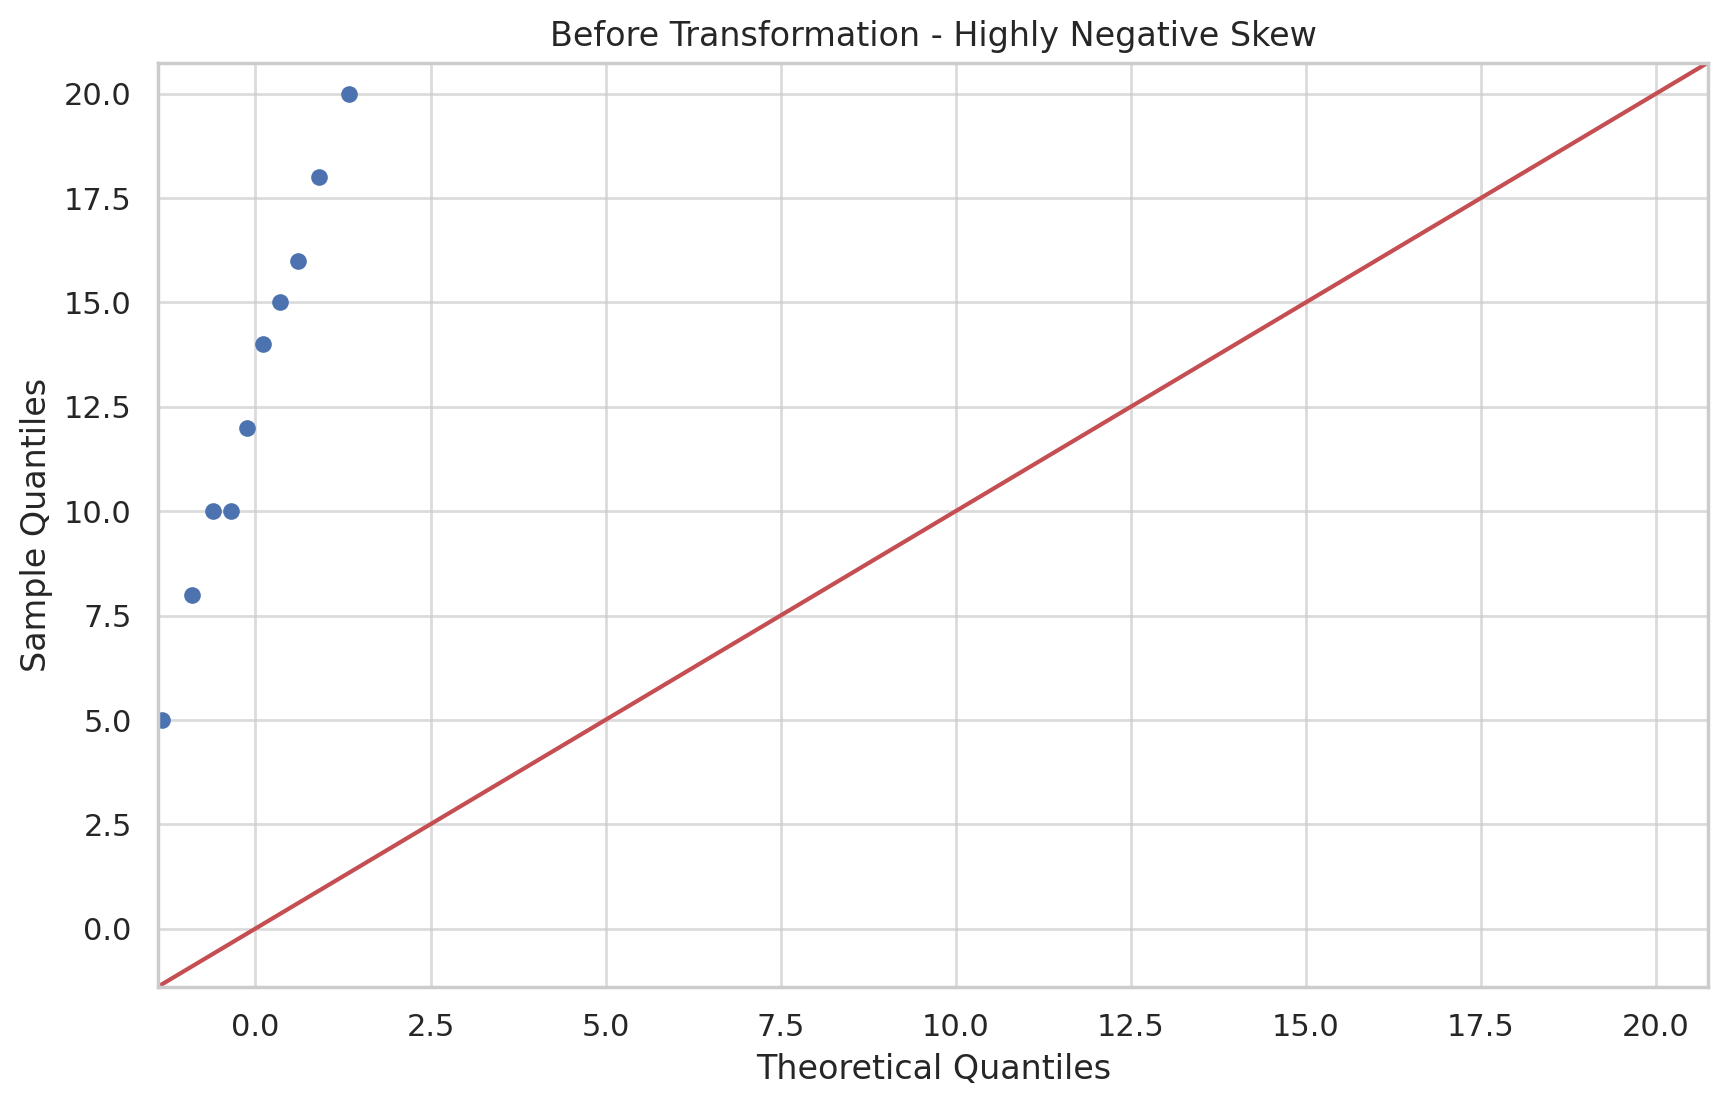 Before Transformation - Highly Negative Skew
20.0
17.5
15.0
12.5
10.0
7.5
5.0
2.5
0.0
Sample Quantiles
0.0 2.5 5.0 7.5 10.0 12.5 15.0 17.5 20.0
Theoretical Quantiles